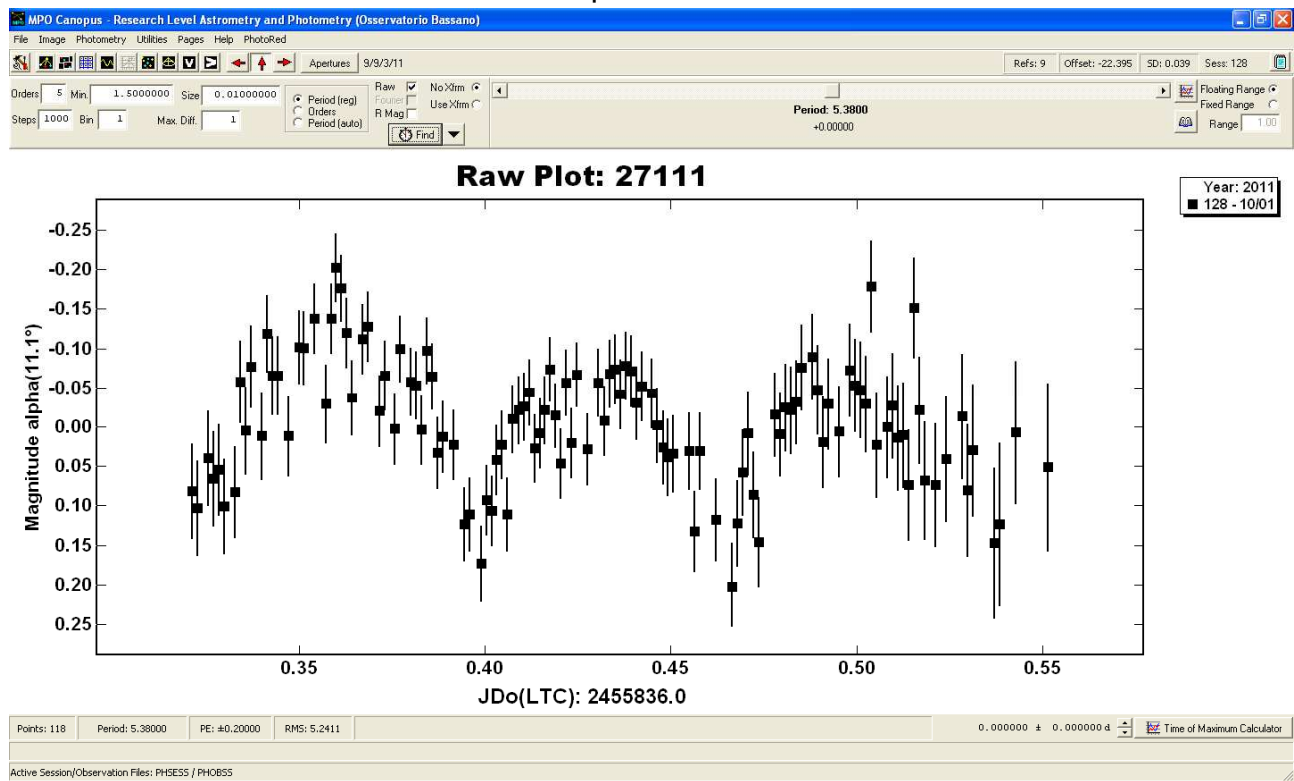 MPO Canopus - Research Level Astrometry and Photometry (Osservatorio Bassano)
File Image Photometry Utilities Pages Help PhotoRed
Apertures 9/9/3/11 Refs: 9 Offset: -22.395 SD: 0.039 Sess: 128
Orders 5 Min. 1.5000000 Size 0.01000000
Steps 1000 Bin 1 Max. Diff. 1
Period (reg)
Orders
Period (auto)
Raw No Xfrm
Fourier Use Xfrm
R Mag
Find
Period: 5.3800
+0.00000
Floating Range
Fixed Range
Range 1.00
Raw Plot: 27111
Year: 2011
128 - 10/01
Magnitude alpha(11.1°)
-0.25
-0.20
-0.15
-0.10
-0.05
0.00
0.05
0.10
0.15
0.20
0.25
0.35 0.40 0.45 0.50 0.55
JDo(LTC): 2455836.0
Points: 118 Period: 5.38000 PE: ±0.20000 RMS: 5.2411 0.000000 ± 0.000000 d Time of Maximum Calculator
Active Session/Observation Files: PHSESS / PHOBSS